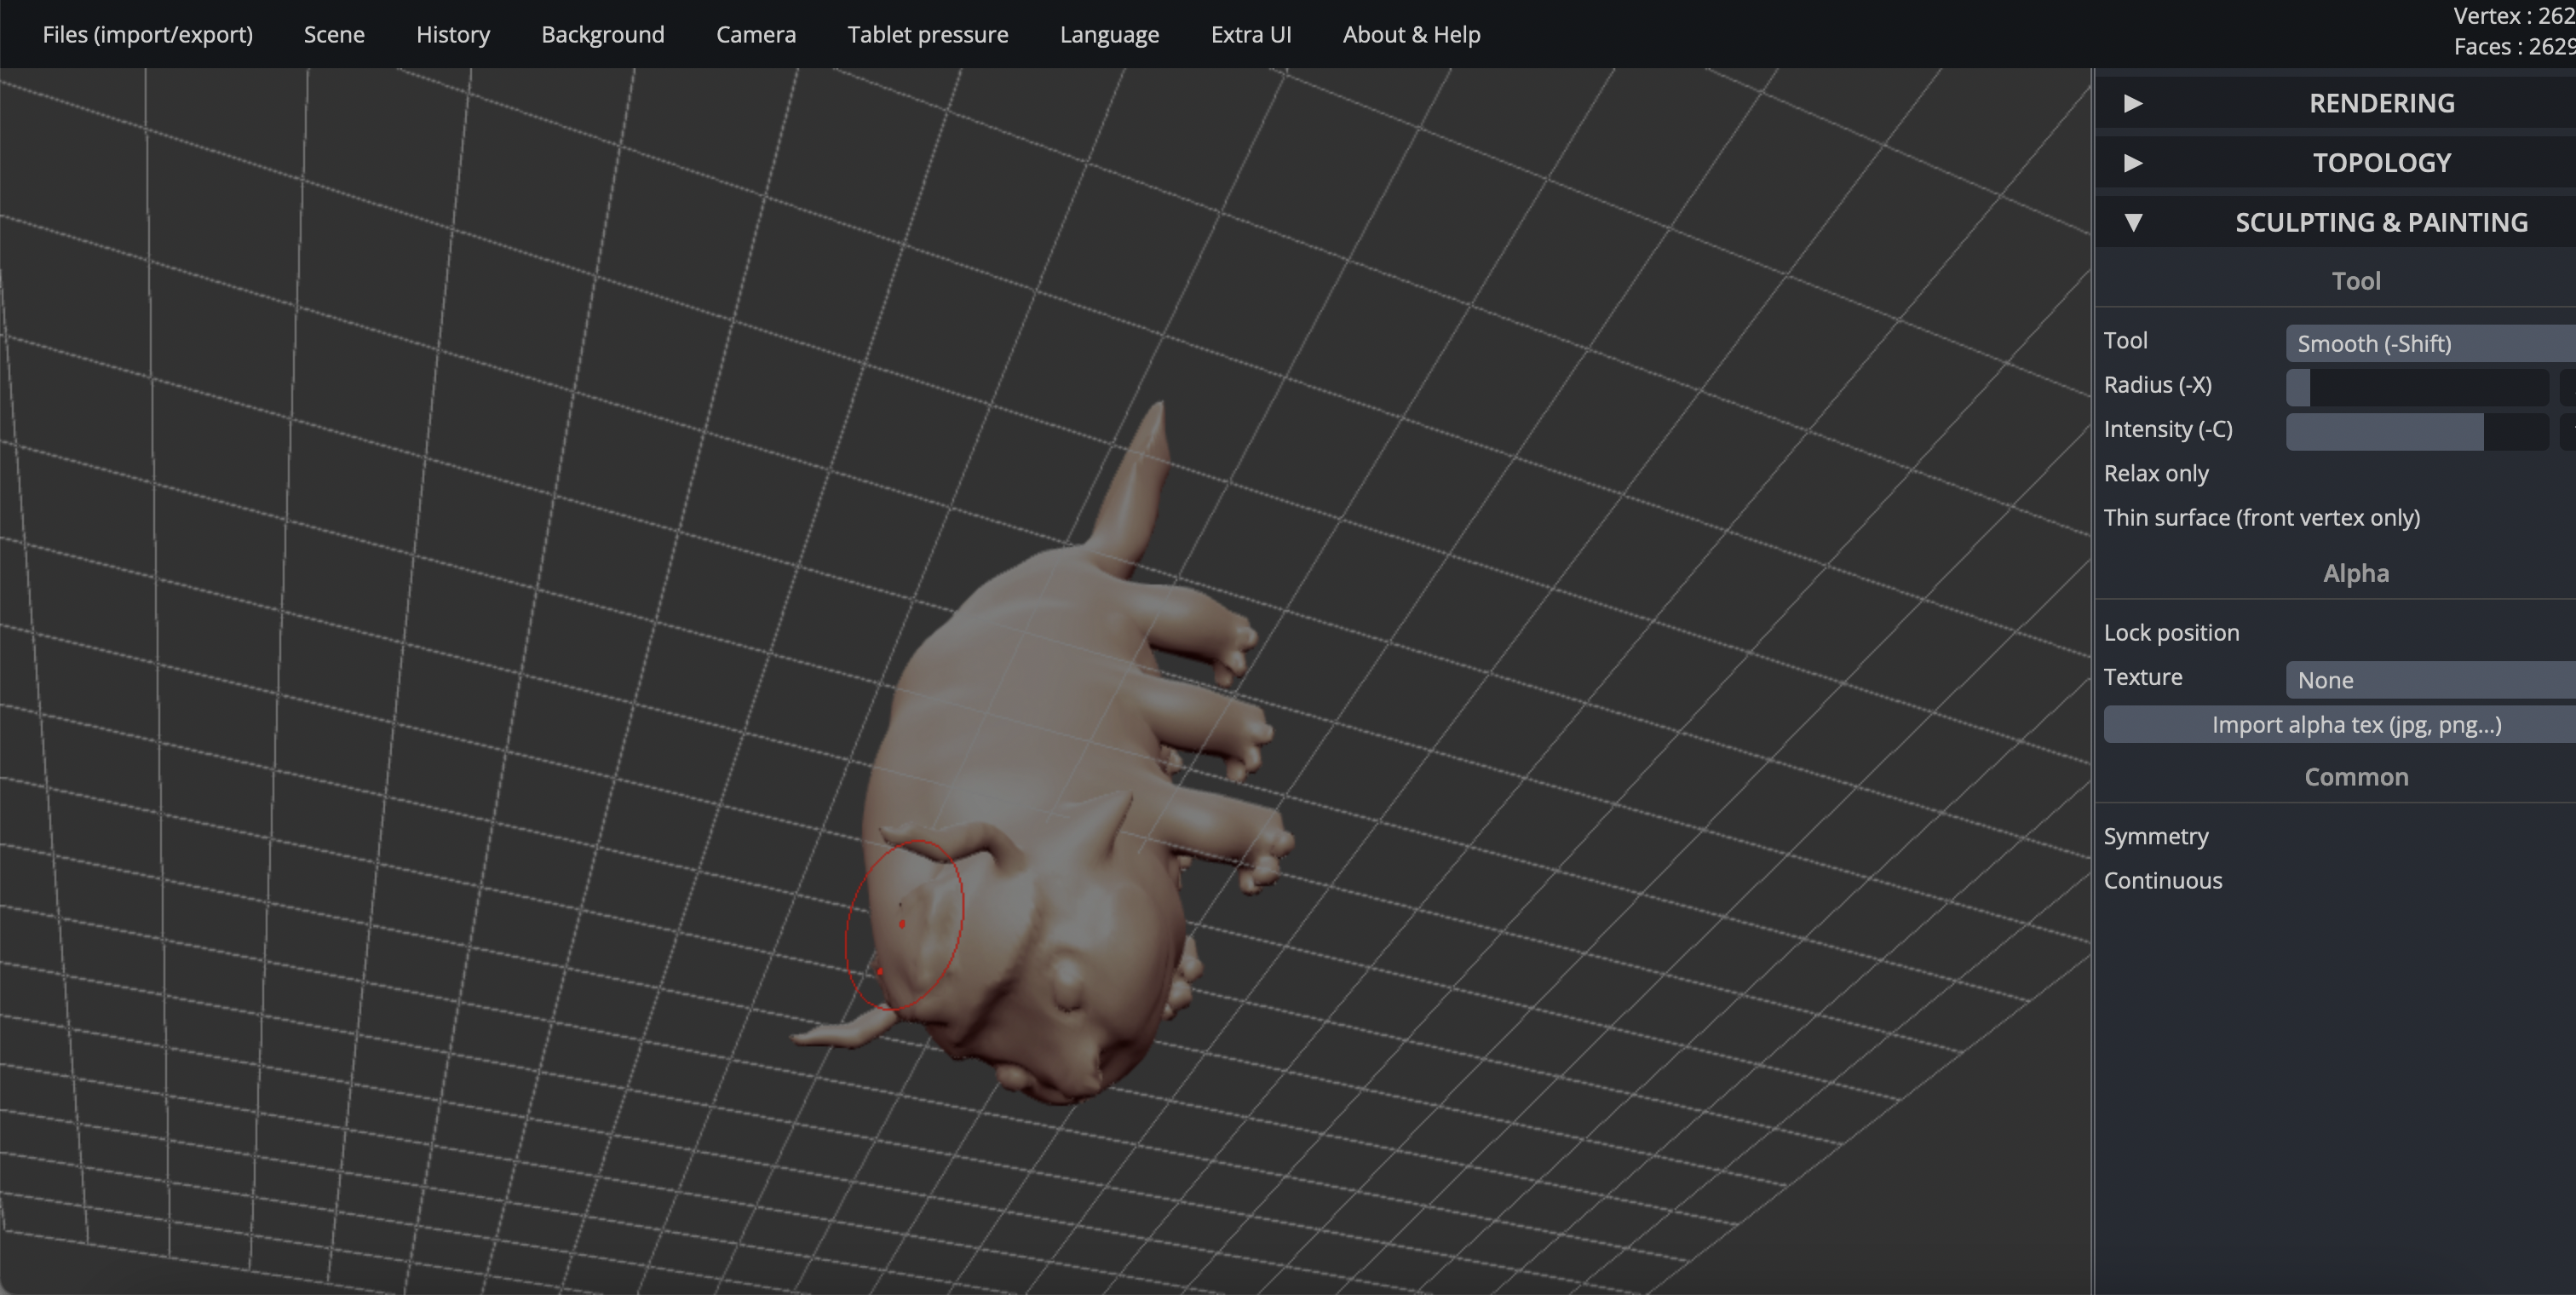 Files (import/export) Scene History Background Camera Tablet pressure Language Extra UI About & Help
Vertex : 262
Faces : 2629
RENDERING
TOPOLOGY
SCULPTING & PAINTING
Tool
Tool Smooth (-Shift)
Radius (-X)
Intensity (-C)
Relax only
Thin surface (front vertex only)
Alpha
Lock position
Texture None
Import alpha tex (jpg, png...)
Common
Symmetry
Continuous